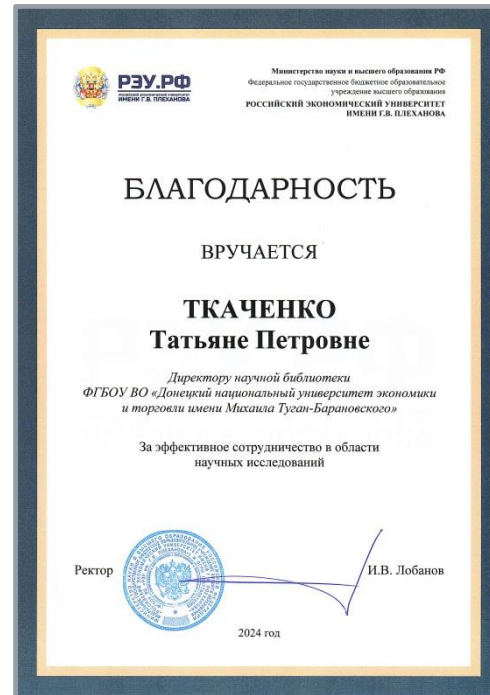 РЭУ.РФ
РОССИЙСКИЙ ЭКОНОМИЧЕСКИЙ УНИВЕРСИТЕТ
ИМЕНИ Г.В. ПЛЕХАНОВА
Министерство науки и высшего образования РФ
Федеральное государственное бюджетное образовательное
учреждение высшего образования
РОССИЙСКИЙ ЭКОНОМИЧЕСКИЙ УНИВЕРСИТЕТ
ИМЕНИ Г.В. ПЛЕХАНОВА
БЛАГОДАРНОСТЬ
ВРУЧАЕТСЯ
ТКАЧЕНКО
Татьяне Петровне
Директору научной библиотеки
ФГБОУ ВО «Донецкий национальный университет экономики
и торговли имени Михаила Туган-Барановского»
За эффективное сотрудничество в области
научных исследований
Ректор
И.В. Лобанов
2024 год